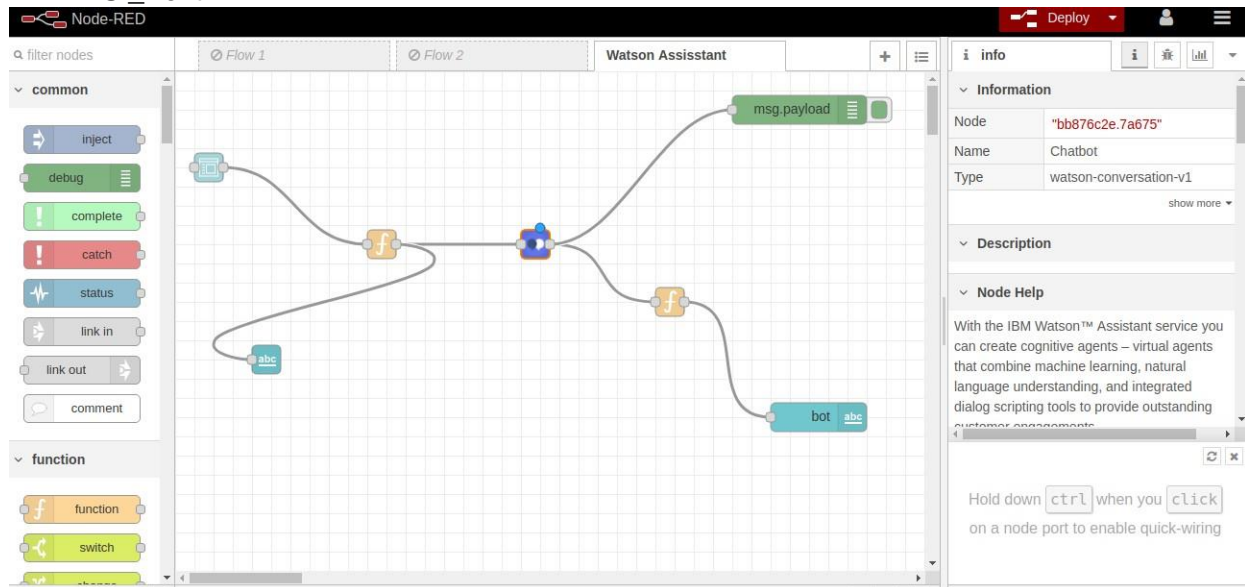 Node-RED
Deploy
filter nodes
Flow 1
Flow 2
Watson Assisstant
i info
i
common
inject
debug
complete
catch
status
link in
link out
comment
function
f function
switch
msg.payload
f
abc
f
bot abc
Information
Node "bb876c2e.7a675"
Name Chatbot
Type watson-conversation-v1
show more
Description
Node Help
With the IBM Watson™ Assistant service you
can create cognitive agents – virtual agents
that combine machine learning, natural
language understanding, and integrated
dialog scripting tools to provide outstanding
customer engagements
Hold down ctrl when you click
on a node port to enable quick-wiring